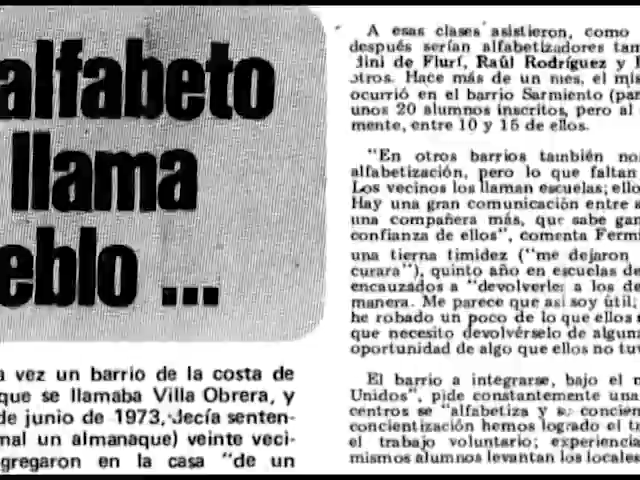 alfabeto
llama
eblo ...
a vez un barrio de la costa de
que se llamaba Villa Obrera, y
de junio de 1973, decía senten-
mal un almanaque) veinte veci-
gregaron en la casa "de un
A esas clases asistieron, como
después serían alfabetizadores tam
dini de Flurí, Raúl Rodríguez y
otros. Hace más de un mes, el mis
ocurrió en el barrio Sarmiento (par
unos 20 alumnos inscritos, pero al
mente, entre 10 y 15 de ellos.
"En otros barrios también no
alfabetización, pero lo que faltan
Los vecinos los llaman escuelas; ello
Hay una gran comunicación entre
una compañera más, que sabe gan
confianza de ellos", comenta Fermi
una tierna timidez ("me dejaron
curara"), quinto año en escuelas de
encauzados a "devolverle: a los de
manera. Me parece que así soy útil;
he robado un poco de lo que ellos
que necesito devolvérselo de alguna
oportunidad de algo que ellos no tuv
El barrio a integrarse, bajo el n
Unidos", pide constantemente una
centros se "alfabetiza y se concien
concientización hemos logrado el tr
el trabajo voluntario; experiencia
mismos alumnos levantan los locales